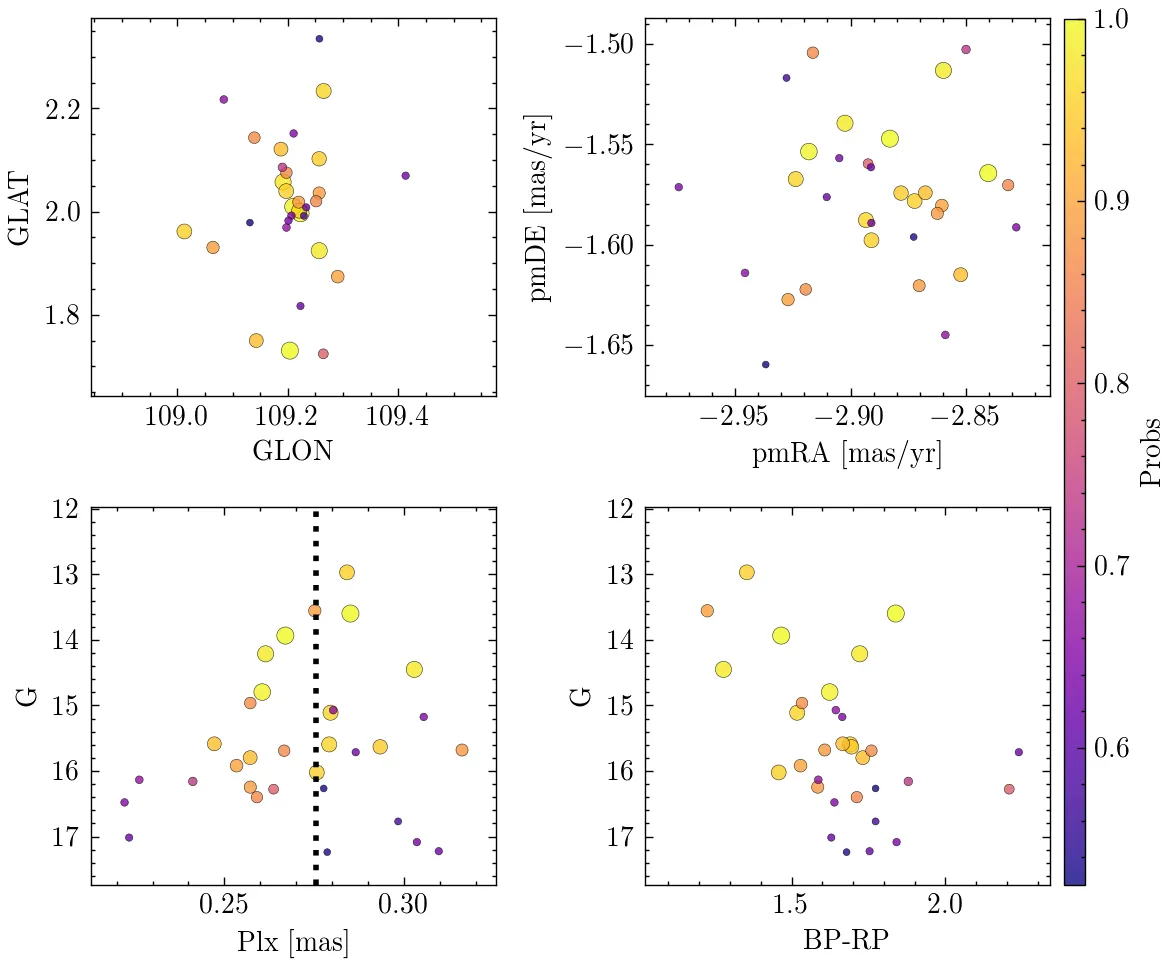 GLAT
2.2
2.0
1.8
109.0 109.2 109.4
GLON
pmDE [mas/yr]
−1.50
−1.55
−1.60
−1.65
−2.95 −2.90 −2.85
pmRA [mas/yr]
G
12
13
14
15
16
17
0.25 0.30
Plx [mas]
G
12
13
14
15
16
17
1.5 2.0
BP-RP
1.0
0.9
0.8
0.7
0.6
Probs